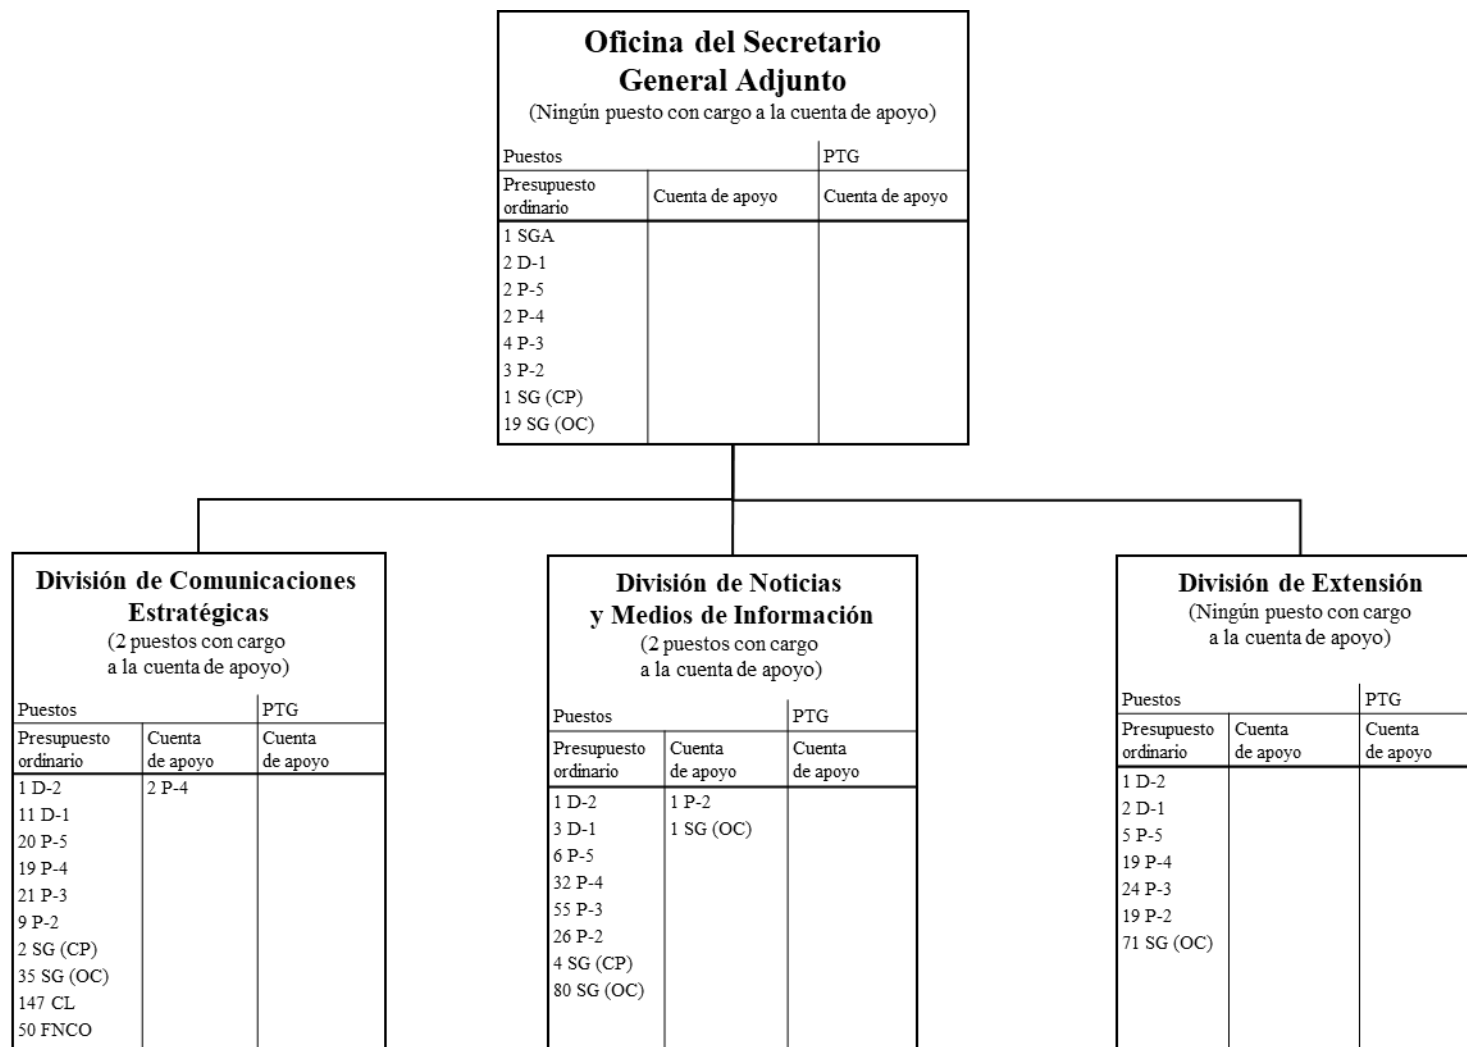 Oficina del Secretario
General Adjunto
(Ningún puesto con cargo a la cuenta de apoyo)
Puestos
PTG
Presupuesto
ordinario
Cuenta de apoyo
Cuenta de apoyo
1 SGA
2 D-1
2 P-5
2 P-4
4 P-3
3 P-2
1 SG (CP)
19 SG (OC)
División de Comunicaciones
Estratégicas
(2 puestos con cargo
a la cuenta de apoyo)
Puestos
PTG
Presupuesto
ordinario
Cuenta
de apoyo
Cuenta
de apoyo
1 D-2
2 P-4
11 D-1
20 P-5
19 P-4
21 P-3
9 P-2
2 SG (CP)
35 SG (OC)
147 CL
50 FNCO
División de Noticias
y Medios de Información
(2 puestos con cargo
a la cuenta de apoyo)
Puestos
PTG
Presupuesto
ordinario
Cuenta
de apoyo
Cuenta
de apoyo
1 D-2
1 P-2
3 D-1
1 SG (OC)
6 P-5
32 P-4
55 P-3
26 P-2
4 SG (CP)
80 SG (OC)
División de Extensión
(Ningún puesto con cargo
a la cuenta de apoyo)
Puestos
PTG
Presupuesto
ordinario
Cuenta
de apoyo
Cuenta
de apoyo
1 D-2
2 D-1
5 P-5
19 P-4
24 P-3
19 P-2
71 SG (OC)